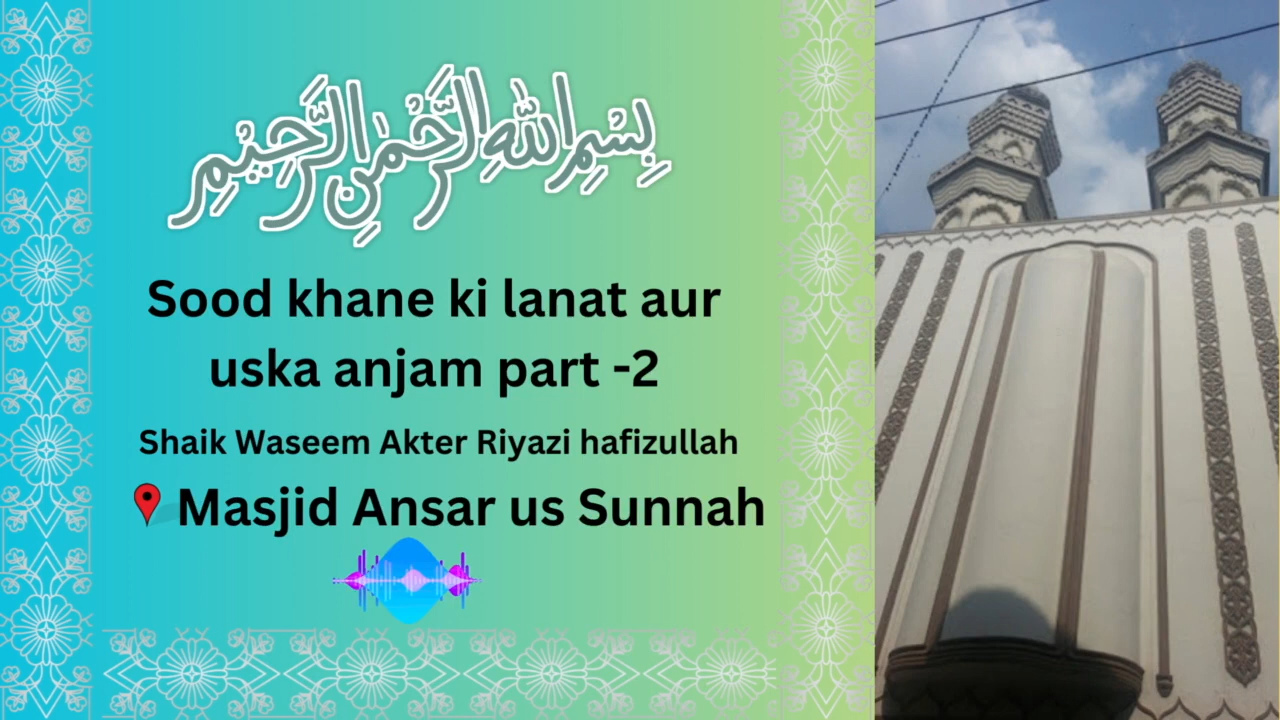 بِسْمِ اللهِ الرَّحْمٰنِ الرَّحِيْمِ
Sood khane ki lanat aur
uska anjam part -2
Shaik Waseem Akter Riyazi hafizullah
Masjid Ansar us Sunnah